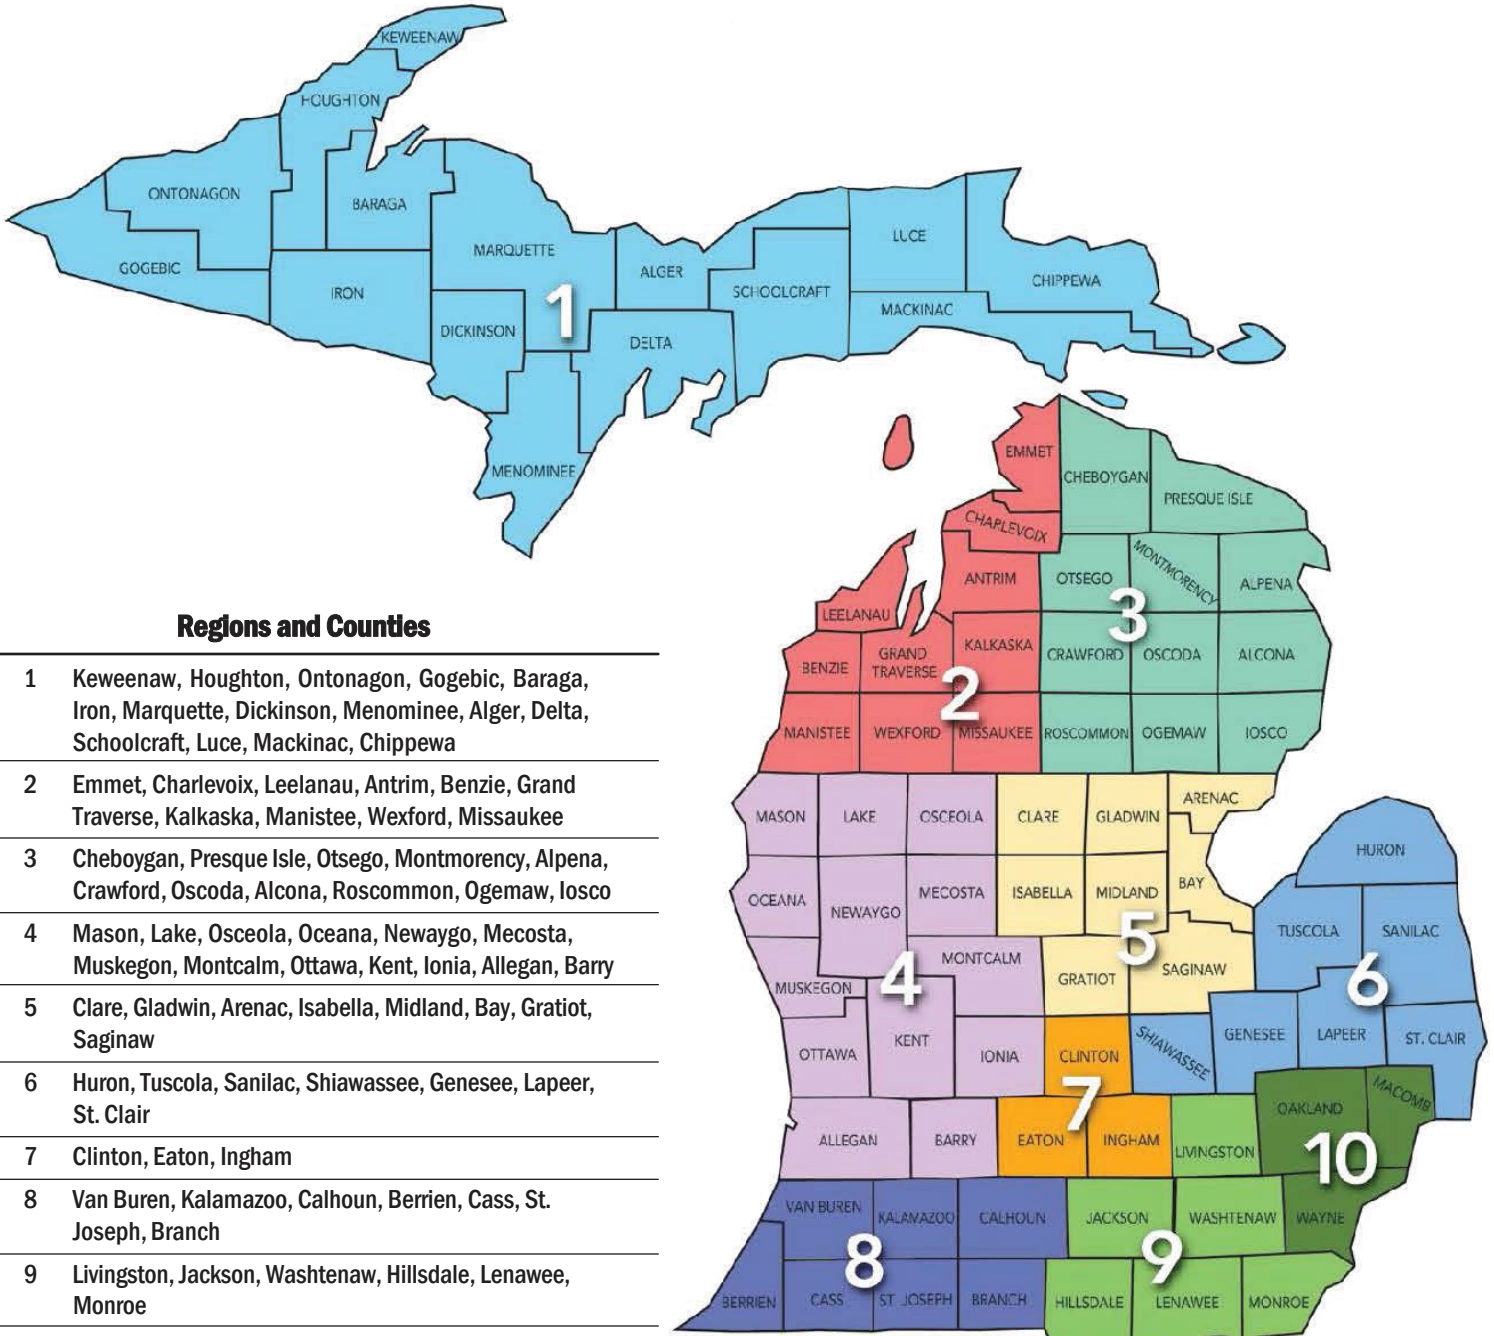 KEWEENAW
HOUGHTON
ONTONAGON
BARAGA
GOGEBIC
IRON
MARQUETTE
DICKINSON
1
MENOMINEE
ALGER
DELTA
SCHOOLCRAFT
LUCE
MACKINAC
CHIPPEWA
EMMET
CHEBOYGAN
PRESQUE ISLE
CHARLEVOIX
ANTRIM
OTSEGO
MONTMORENCY
ALPENA
3
LEELANAU
BENZIE
GRAND
TRAVERSE
KALKASKA
CRAWFORD
OSCODA
ALCONA
2
MANISTEE
WEXFORD
MISSAUKEE
ROSCOMMON
OGEMAW
IOSCO
MASON
LAKE
OSCEOLA
CLARE
GLADWIN
ARENAC
HURON
OCEANA
NEWAYGO
MECOSTA
ISABELLA
MIDLAND
BAY
5
TUSCOLA
SANILAC
MUSKEGON
4
MONTCALM
GRATIOT
SAGINAW
6
OTTAWA
KENT
IONIA
CLINTON
SHIAWASSEE
GENESEE
LAPEER
ST. CLAIR
7
ALLEGAN
BARRY
EATON
INGHAM
LIVINGSTON
OAKLAND
MACOMB
10
VAN BUREN
KALAMAZOO
CALHOUN
JACKSON
WASHTENAW
WAYNE
8
9
BERRIEN
CASS
ST. JOSEPH
BRANCH
HILLSDALE
LENAWEE
MONROE
Regions and Counties
1 Keweenaw, Houghton, Ontonagon, Gogebic, Baraga,
Iron, Marquette, Dickinson, Menominee, Alger, Delta,
Schoolcraft, Luce, Mackinac, Chippewa
2 Emmet, Charlevoix, Leelanau, Antrim, Benzie, Grand
Traverse, Kalkaska, Manistee, Wexford, Missaukee
3 Cheboygan, Presque Isle, Otsego, Montmorency, Alpena,
Crawford, Oscoda, Alcona, Roscommon, Ogemaw, Iosco
4 Mason, Lake, Osceola, Oceana, Newaygo, Mecosta,
Muskegon, Montcalm, Ottawa, Kent, Ionia, Allegan, Barry
5 Clare, Gladwin, Arenac, Isabella, Midland, Bay, Gratiot,
Saginaw
6 Huron, Tuscola, Sanilac, Shiawassee, Genesee, Lapeer,
St. Clair
7 Clinton, Eaton, Ingham
8 Van Buren, Kalamazoo, Calhoun, Berrien, Cass, St.
Joseph, Branch
9 Livingston, Jackson, Washtenaw, Hillsdale, Lenawee,
Monroe